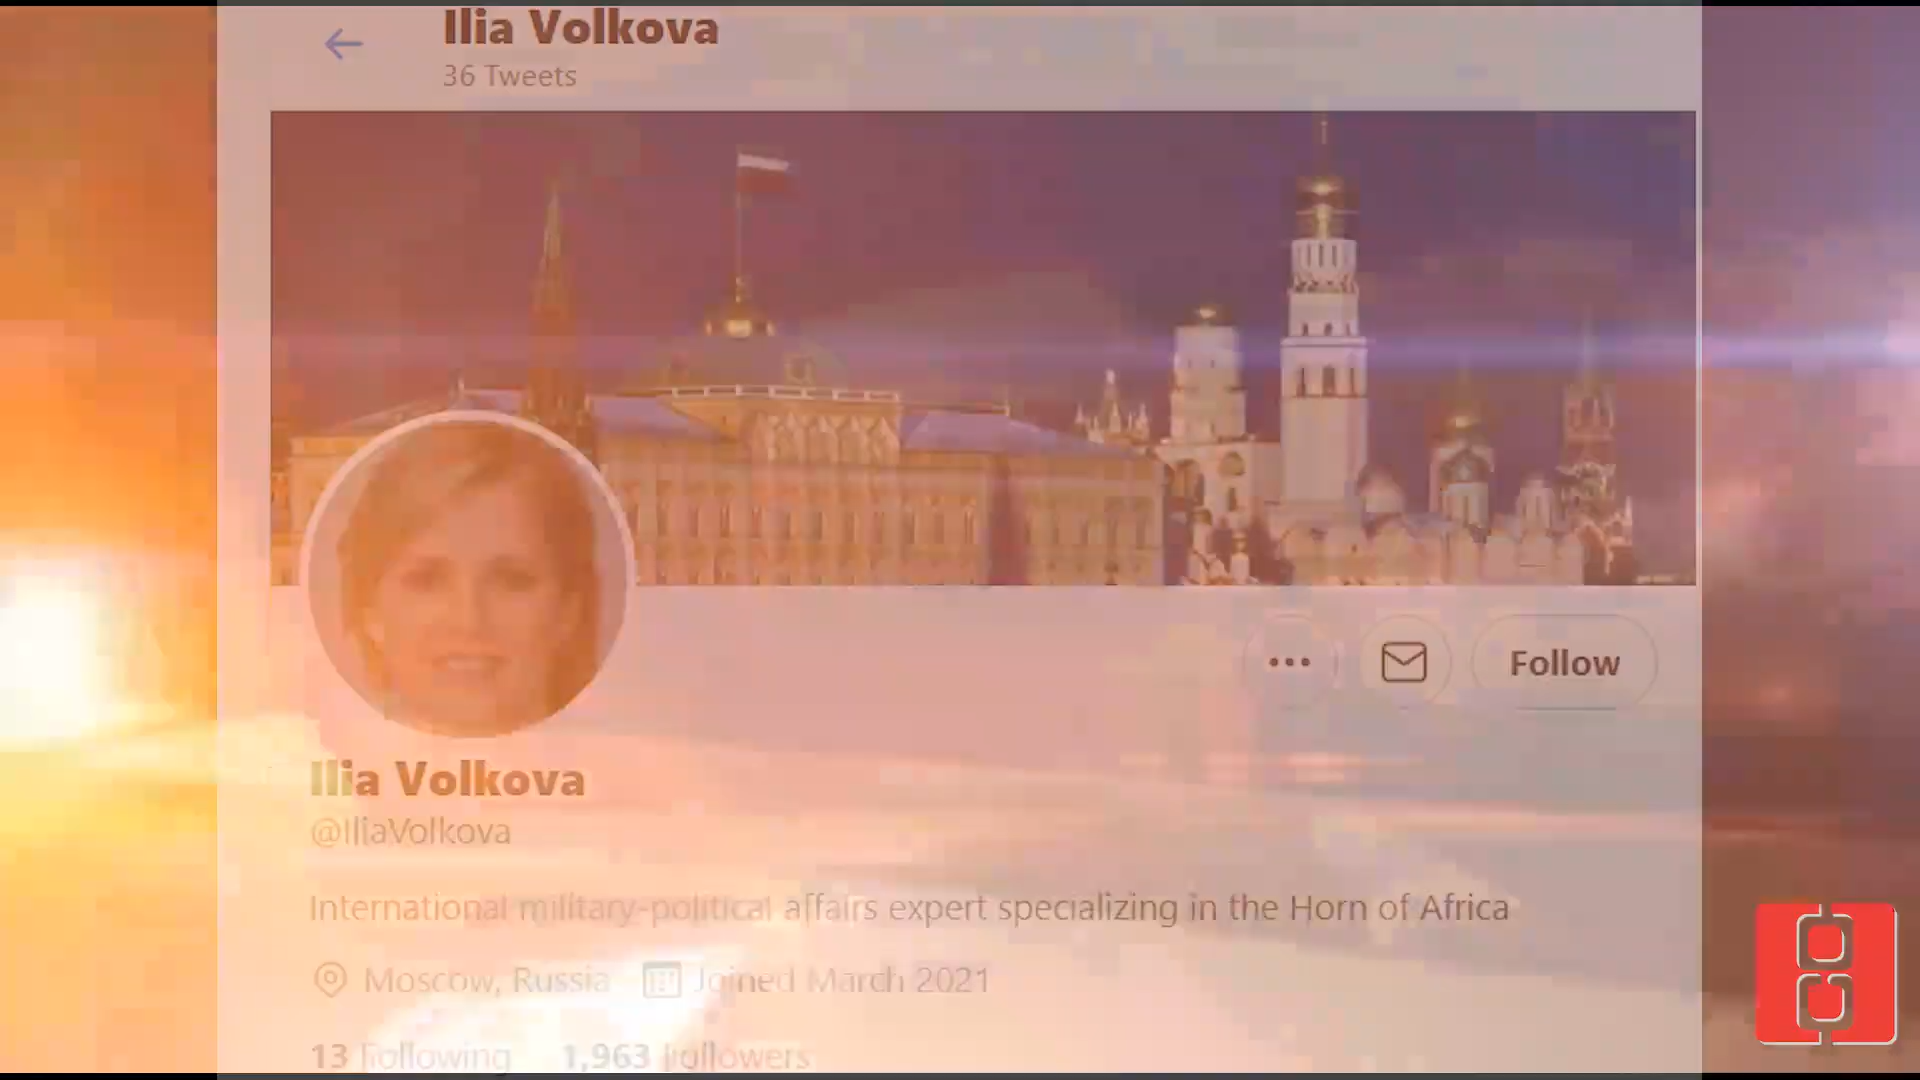 Ilia Volkova
36 Tweets
Follow
Ilia Volkova
@IliaVolkova
International military-political affairs expert specializing in the Horn of Africa
Moscow, Russia Joined March 2021
13 Following 1,963 Followers